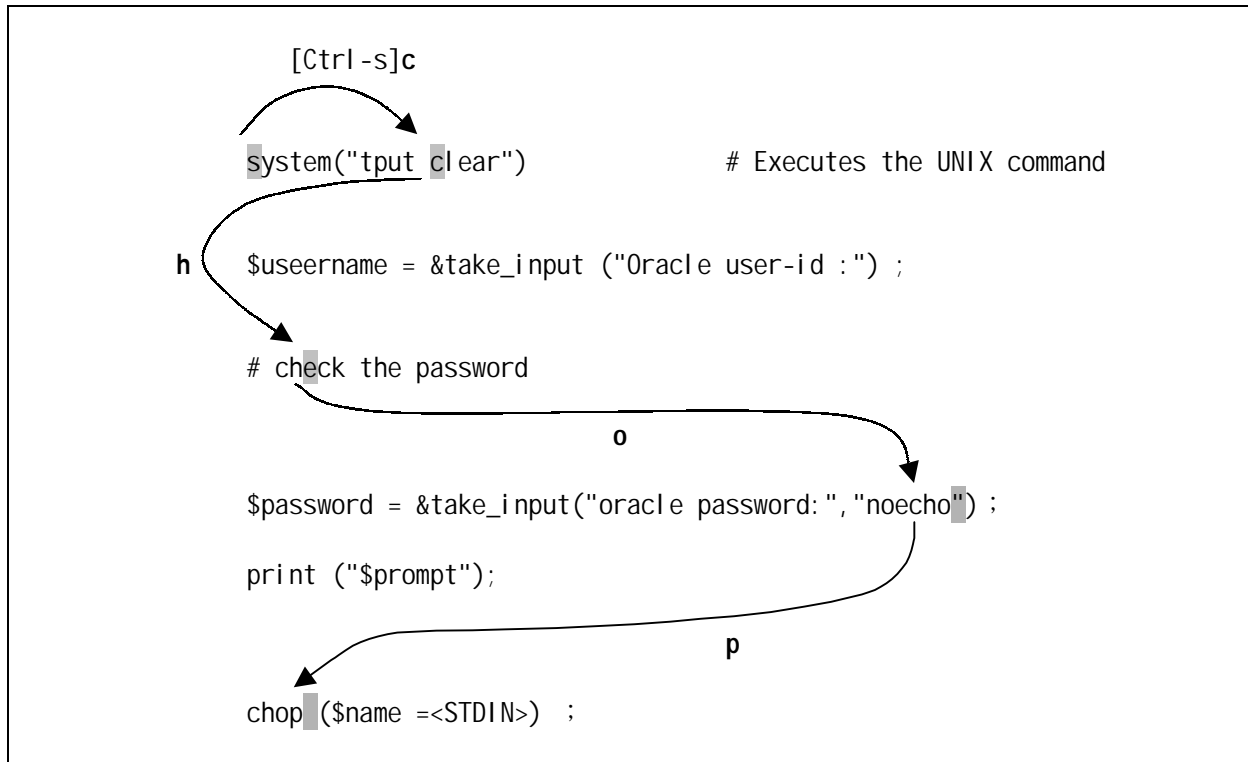 [Ctrl-s]c
system("tput clear") # Executes the UNIX command
h $useername = &take_input ("Oracle user-id :") ;
# check the password
o
$password = &take_input("oracle password:","noecho") ;
print ("$prompt");
p
chop ($name =<STDIN>) ;